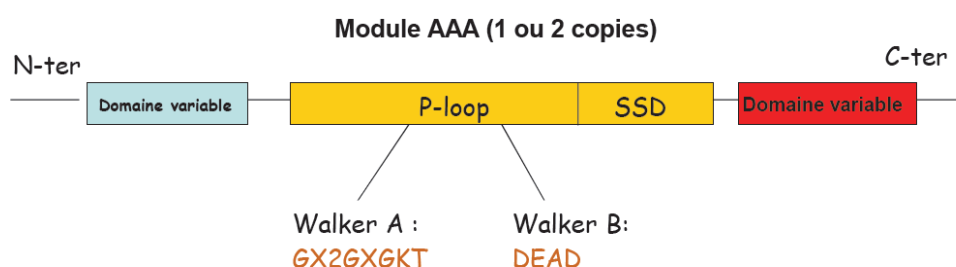 Module AAA (1 ou 2 copies)
N-ter
C-ter
Domaine variable
P-loop
SSD
Domaine variable
Walker A :
GX2GXGKT
Walker B:
DEAD